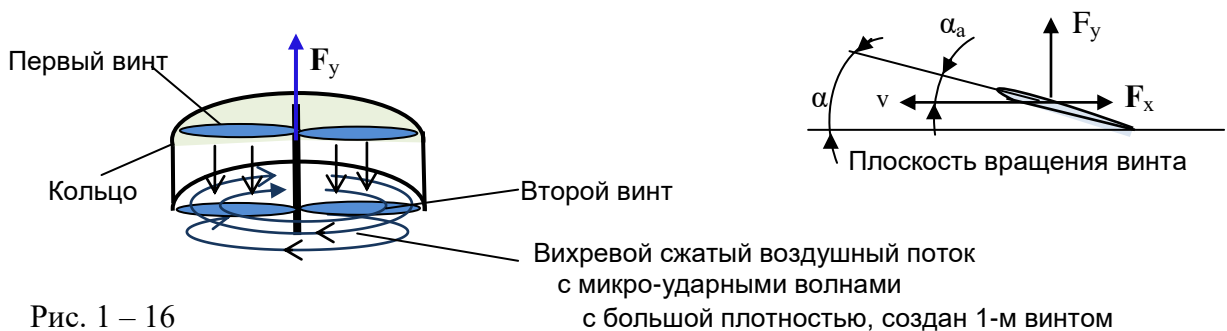 Первый винт
F_y
Кольцо
Второй винт
Вихревой сжатый воздушный поток
с микро-ударными волнами
с большой плотностью, создан 1-м винтом
Рис. 1 – 16
α_a
F_y
α
v
F_x
Плоскость вращения винта